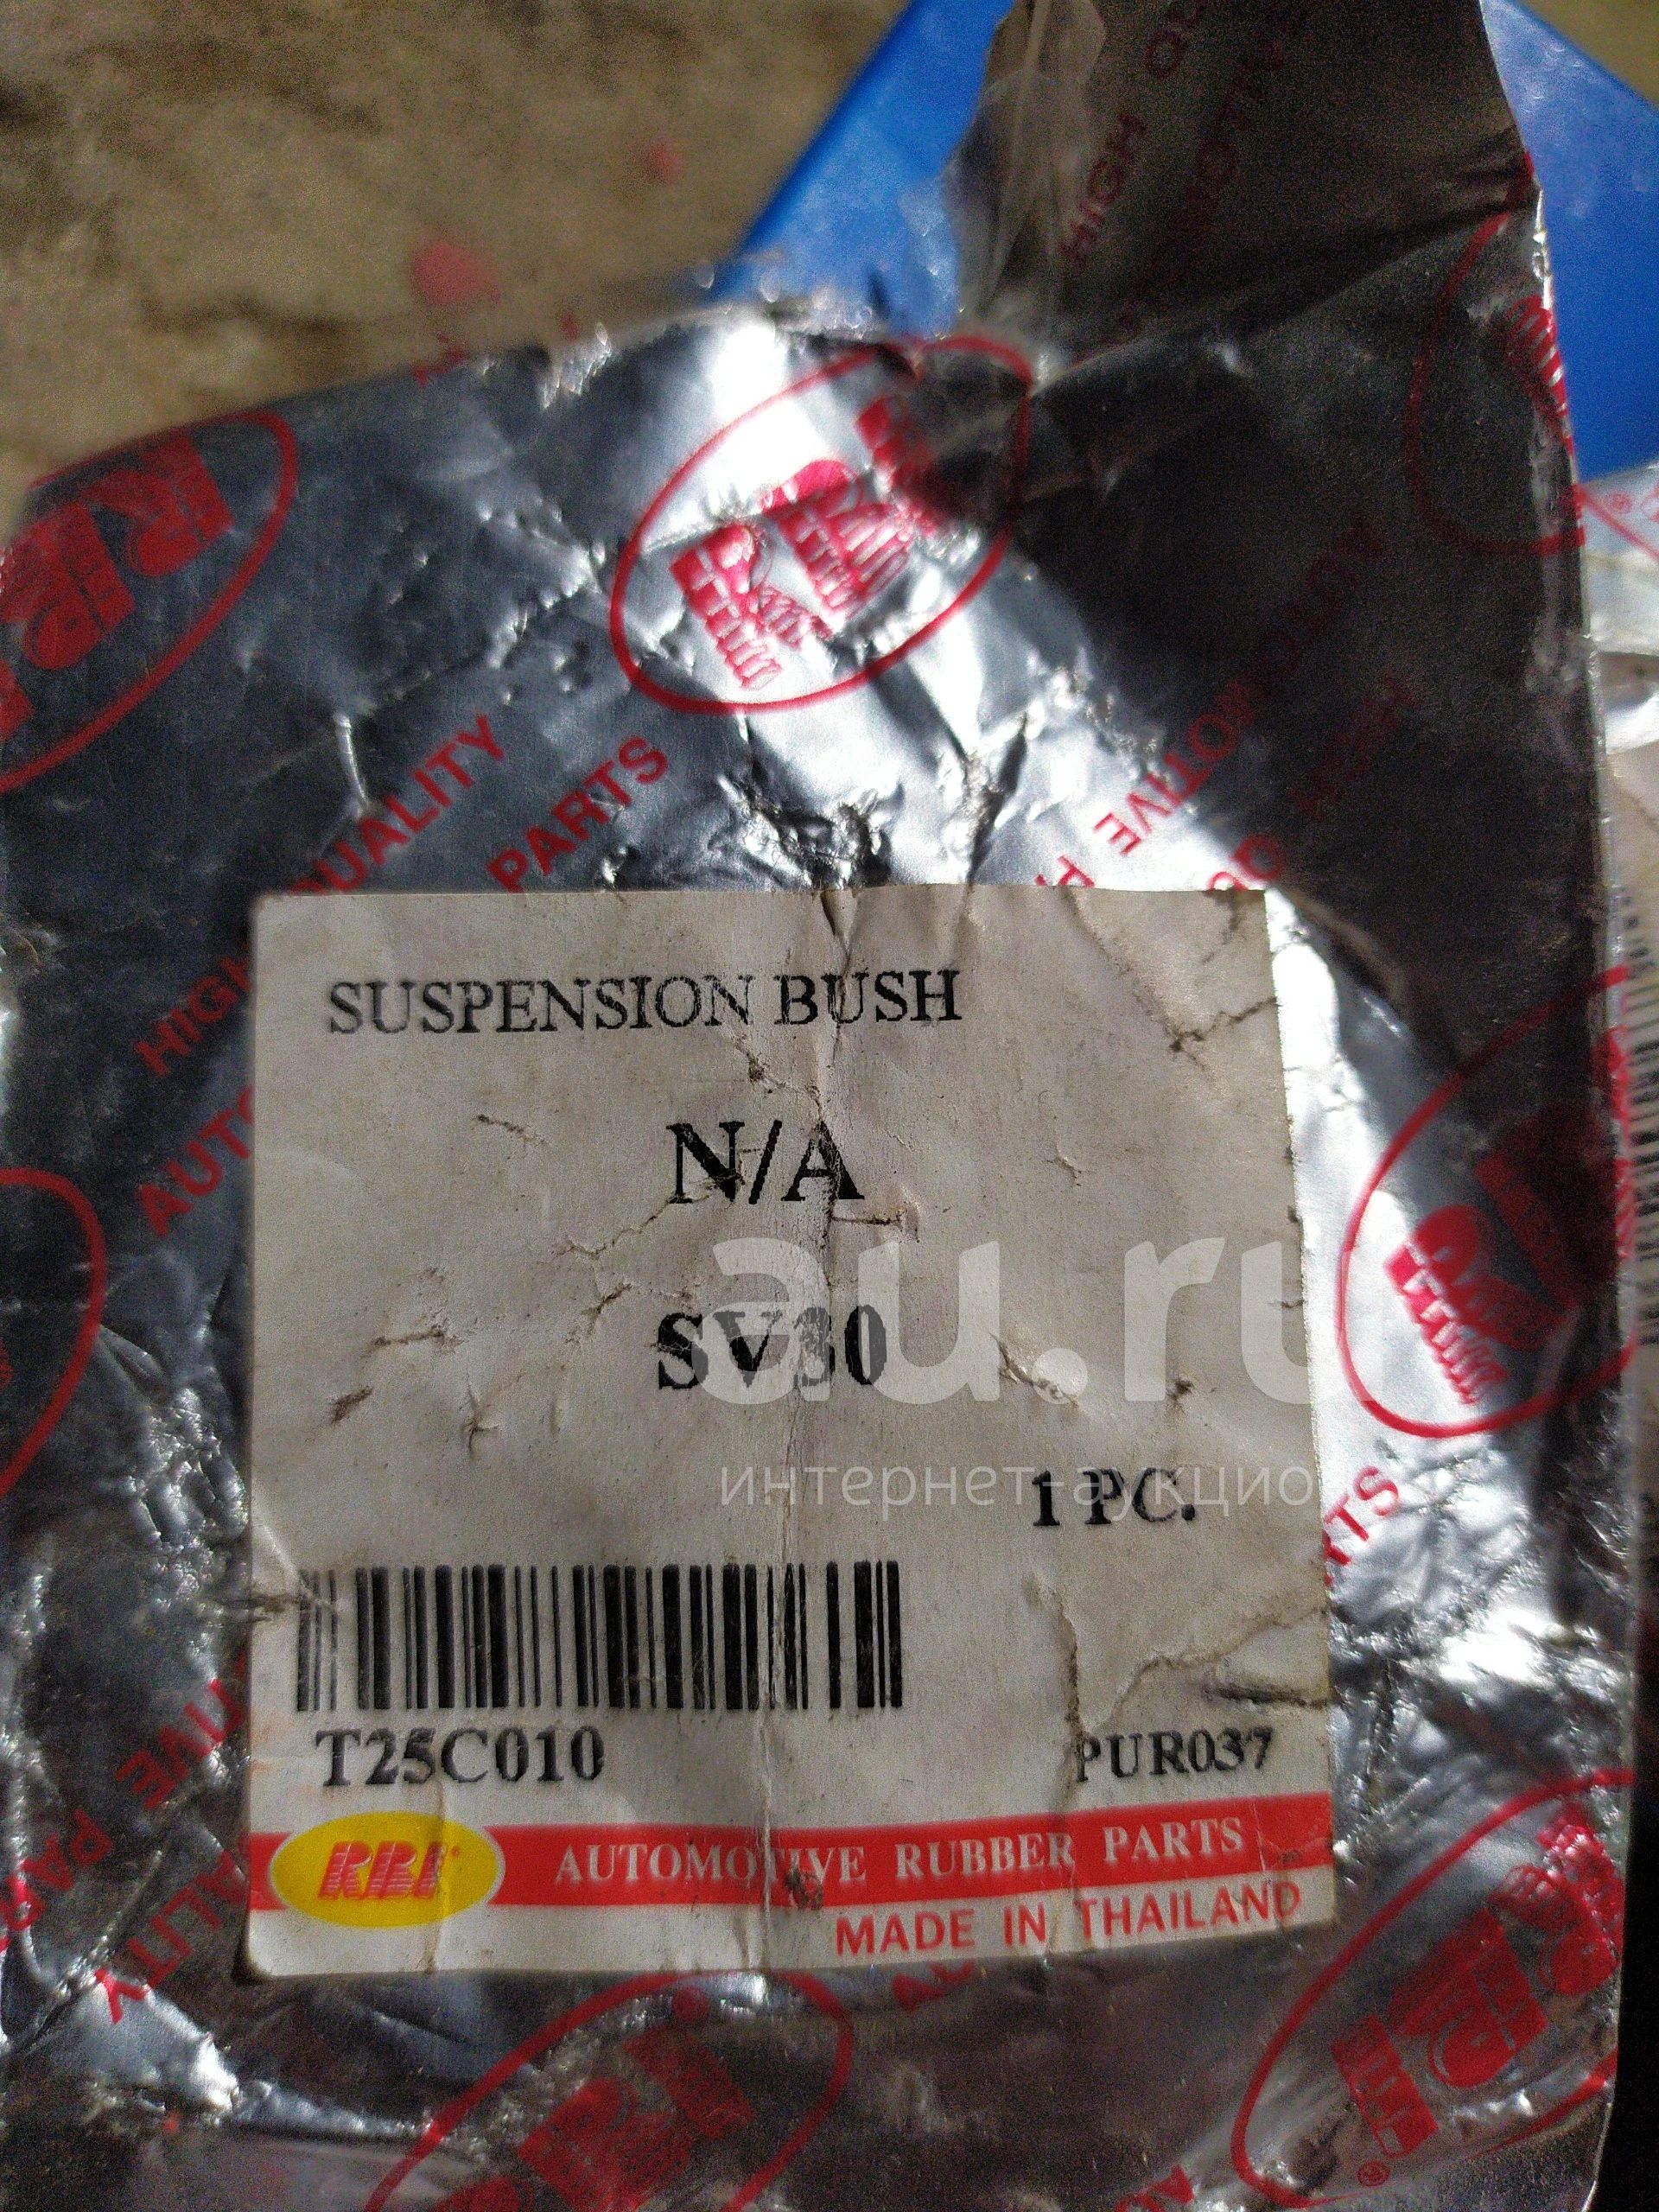 HIGH QUALITY
AUTOMOTIVE
PARTS
SUSPENSION BUSH
N/A
SV30
au.ru
интернет-аукцио
1 PC.
T25C010
PUR037
RBI
AUTOMOTIVE RUBBER PARTS
MADE IN THAILAND